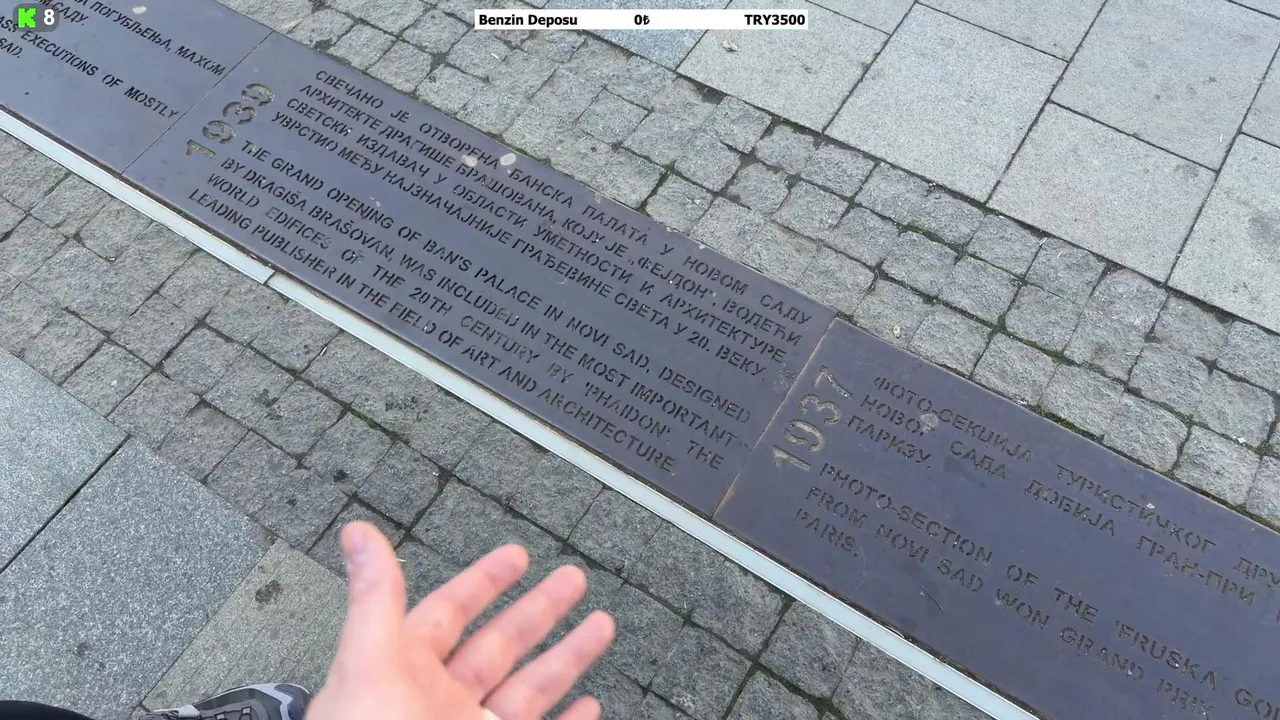 K 8
Benzin Deposu 0₺ TRY3500
ПОГУБЉЕЊА, МАХОМ
САДУ.
EXECUTIONS OF MOSTLY
SAD.
1939
СВЕЧАНО ЈЕ ОТВОРЕНА БАНСКА ПАЛАТА У НОВОМ САДУ
АРХИТЕКТЕ ДРАГИШЕ БРАШОВАНА, КОЈУ ЈЕ „ФЕЈДОН", ВОДЕЋИ
СВЕТСКИ ИЗДАВАЧ У ОБЛАСТИ УМЕТНОСТИ И АРХИТЕКТУРЕ,
УВРСТИО МЕЂУ НАЈЗНАЧАЈНИЈЕ ГРАЂЕВИНЕ СВЕТА У 20. ВЕКУ.
THE GRAND OPENING OF BAN'S PALACE IN NOVI SAD, DESIGNED
BY DRAGIŠA BRAŠOVAN, WAS INCLUDED IN THE MOST IMPORTANT
WORLD EDIFICES OF THE 20TH CENTURY BY 'PHAIDON', THE
LEADING PUBLISHER IN THE FIELD OF ART AND ARCHITECTURE.
1937
ФОТО-СЕКЦИЈА ТУРИСТИЧКОГ
НОВОГ САДА ДОБИЈА ГРАН-ПРИ
ПАРИЗУ.
PHOTO-SECTION OF THE 'FRUŠKA
FROM NOVI SAD WON GRAND PRIX
PARIS.